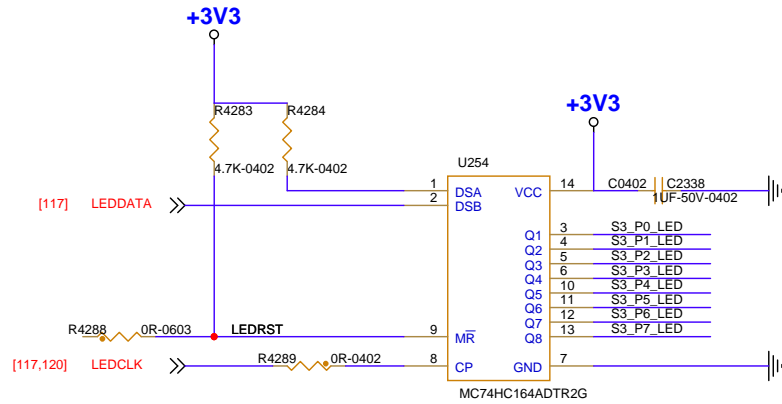 +3V3
R4283
R4284
4.7K-0402
4.7K-0402
+3V3
U254
1
DSA
VCC
14
C0402
C2338
1UF-50V-0402
[117]
LEDDATA
2
DSB
Q1
3
S3_P0_LED
Q2
4
S3_P1_LED
Q3
5
S3_P2_LED
Q4
6
S3_P3_LED
Q5
10
S3_P4_LED
Q6
11
S3_P5_LED
Q7
12
S3_P6_LED
Q8
13
S3_P7_LED
R4288
0R-0603
LEDRST
9
MR
[117,120]
LEDCLK
R4289
0R-0402
8
CP
GND
7
MC74HC164ADTR2G